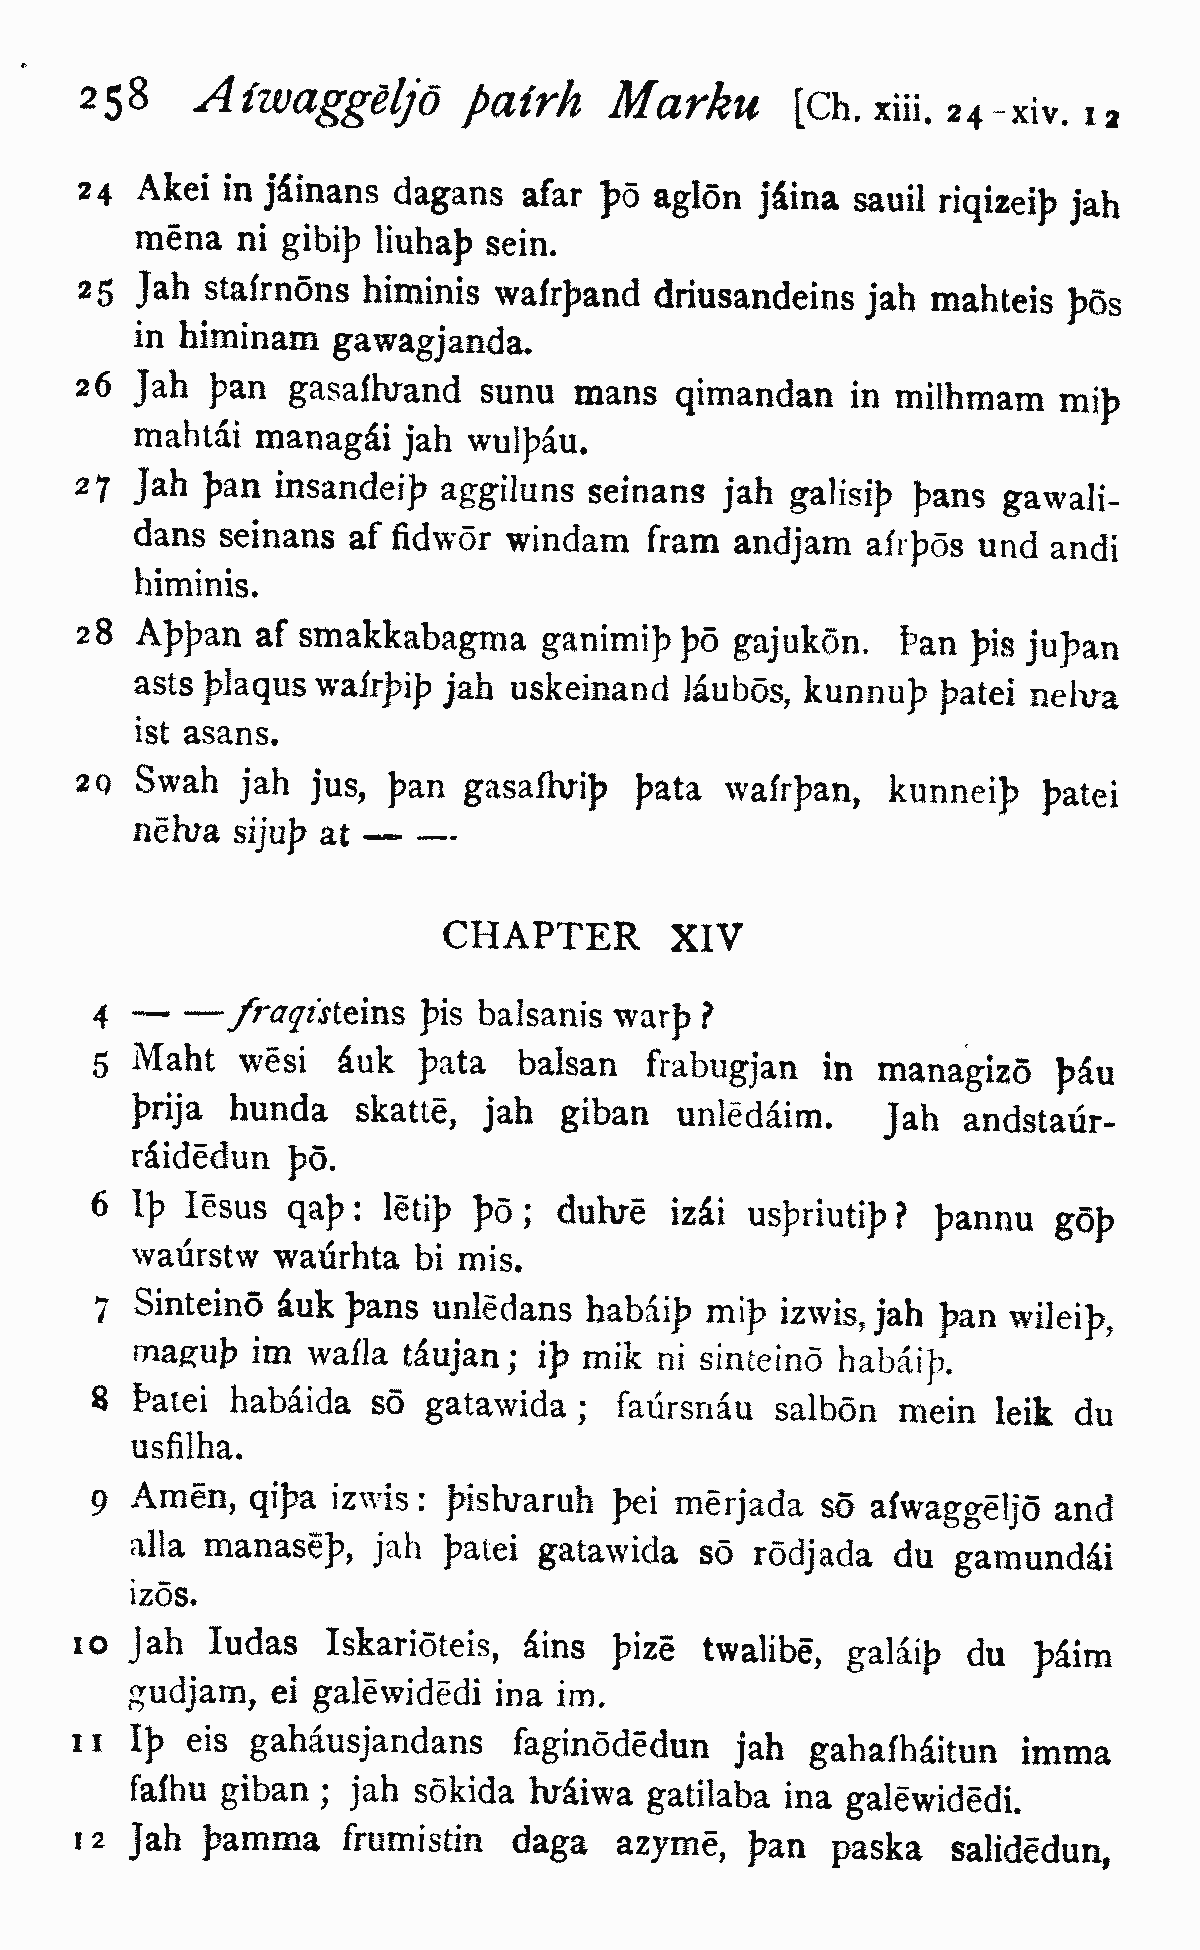 258 Aíwaggēljō þaírh Marku [Ch. xiii. 24-xiv. 12
24 Akei in jáinans dagans afar þō aglōn jáina sauil riqizeiþ jah
mēna ni gibiþ liuhaþ sein.
25 Jah staírnōns himinis waírþand driusandeins jah mahteis þōs
in himinam gawagjanda.
26 Jah þan gasaíƕand sunu mans qimandan in milhmam miþ
mahtái managái jah wulþáu.
27 Jah þan insandeiþ aggiluns seinans jah galisiþ þans gawali-
dans seinans af fidwōr windam fram andjam aírþōs und andi
himinis.
28 Aþþan af smakkabagma ganimiþ þō gajukōn. Þan þis juþan
asts þlaqus waírþiþ jah uskeinand láubōs, kunnuþ þatei neƕa
ist asans.
29 Swah jah jus, þan gasaíƕiþ þata waírþan, kunneiþ þatei
nēƕa sijuþ at — —.
CHAPTER XIV
4 — —fraqisteins þis balsanis warþ?
5 Maht wēsi áuk þata balsan frabugjan in managizō þáu
þrija hunda skattē, jah giban unlēdáim. Jah andstaúr-
ráidēdun þō.
6 Iþ Iēsus qaþ: lētiþ þō; duƕē izái usþriutiþ? þannu gōþ
waúrstw waúrhta bi mis.
7 Sinteinō áuk þans unlēdans habáiþ miþ izwis, jah þan wileiþ,
maguþ im waíla táujan; iþ mik ni sinteinō habáiþ.
8 Þatei habáida sō gatawida; faúrsnáu salbōn mein leik du
usfilha.
9 Amēn, qiþa izwis: þisƕaruh þei mērjada sō aíwaggēljō and
alla manasēþ, jah þatei gatawida sō rōdjada du gamundái
izōs.
10 Jah Iudas Iskariōteis, áins þizē twalibē, galáiþ du þáim
gudjam, ei galēwidēdi ina im.
11 Iþ eis gaháusjandans faginōdēdun jah gahaíháitun imma
faíhu giban; jah sōkida ƕáiwa gatilaba ina galēwidēdi.
12 Jah þamma frumistin daga azymē, þan paska salidēdun,